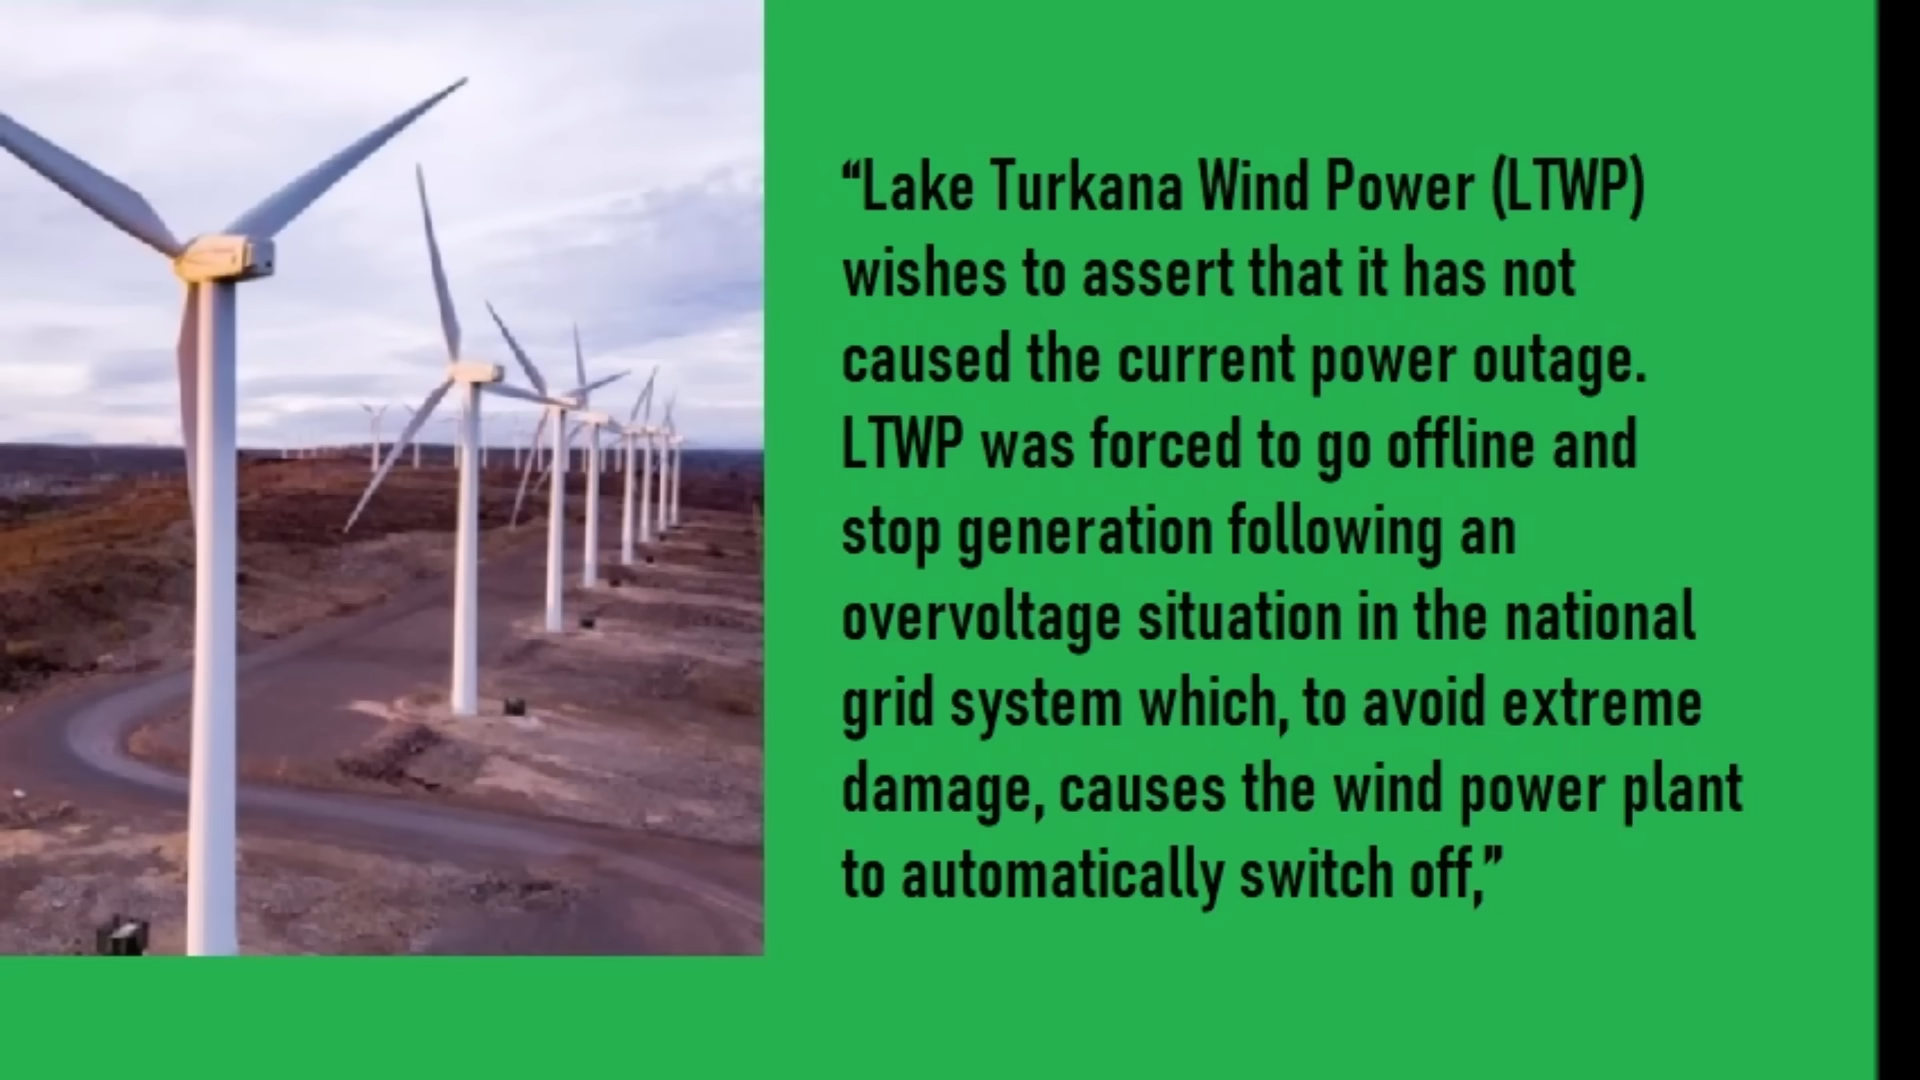 “Lake Turkana Wind Power (LTWP)
wishes to assert that it has not
caused the current power outage.
LTWP was forced to go offline and
stop generation following an
overvoltage situation in the national
grid system which, to avoid extreme
damage, causes the wind power plant
to automatically switch off,”